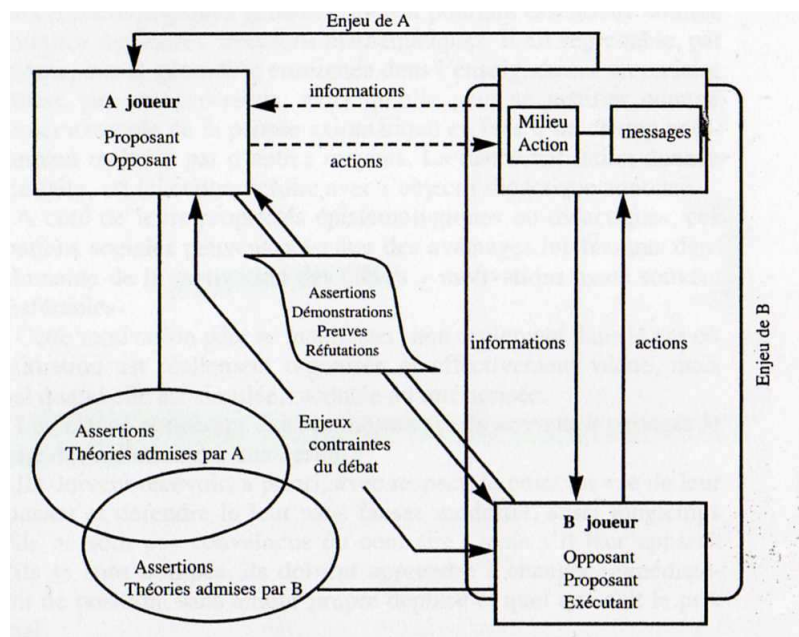 Enjeu de A
A joueur
Proposant
Opposant
informations
actions
Milieu
Action
messages
Assertions
Démonstrations
Preuves
Réfutations
informations
actions
Enjeu de B
Assertions
Théories admises par A
Enjeux
contraintes
du débat
Assertions
Théories admises par B
B joueur
Opposant
Proposant
Exécutant